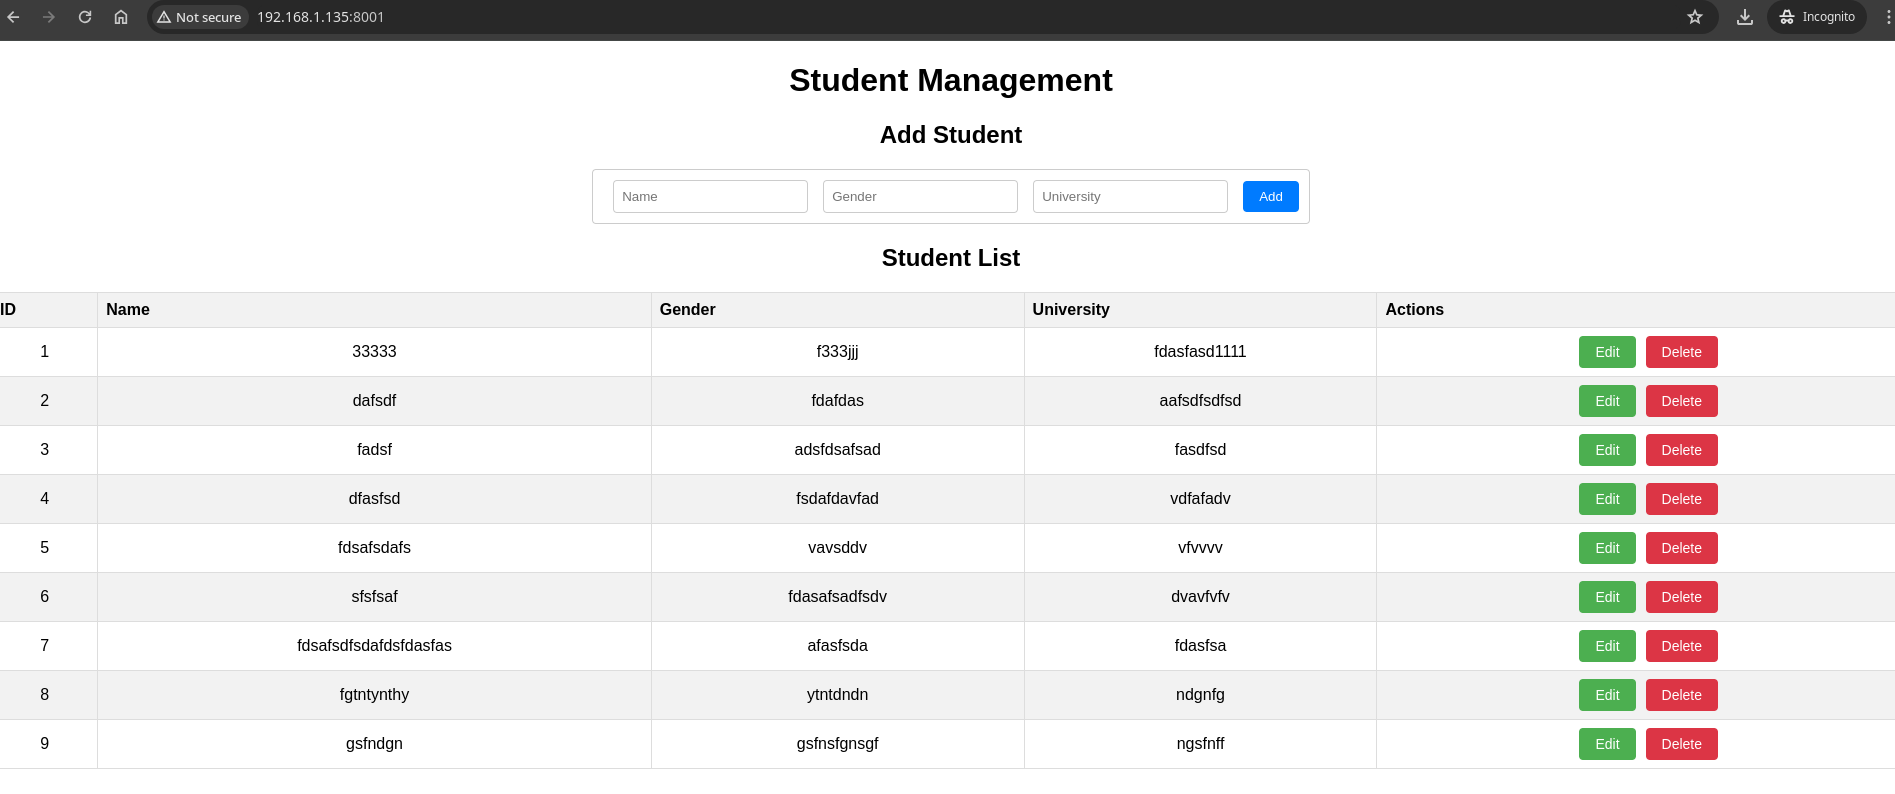 Not secure 192.168.1.135:8001 Incognito
Student Management
Add Student
Name Gender University Add
Student List
ID Name Gender University Actions
1 33333 f333jjj fdasfasd1111 Edit Delete
2 dafsdf fdafdas aafsdfsdfsd Edit Delete
3 fadsf adsfdsafsad fasdfsd Edit Delete
4 dfasfsd fsdafdavfad vdfafadv Edit Delete
5 fdsafsdafs vavsddv vfvvvv Edit Delete
6 sfsfsaf fdasafsadfsdv dvavfvfv Edit Delete
7 fdsafsdfsdafdsfdasfas afasfsda fdasfsa Edit Delete
8 fgtntynthy ytntdndn ndgnfg Edit Delete
9 gsfndgn gsfnsfgnsgf ngsfnff Edit Delete